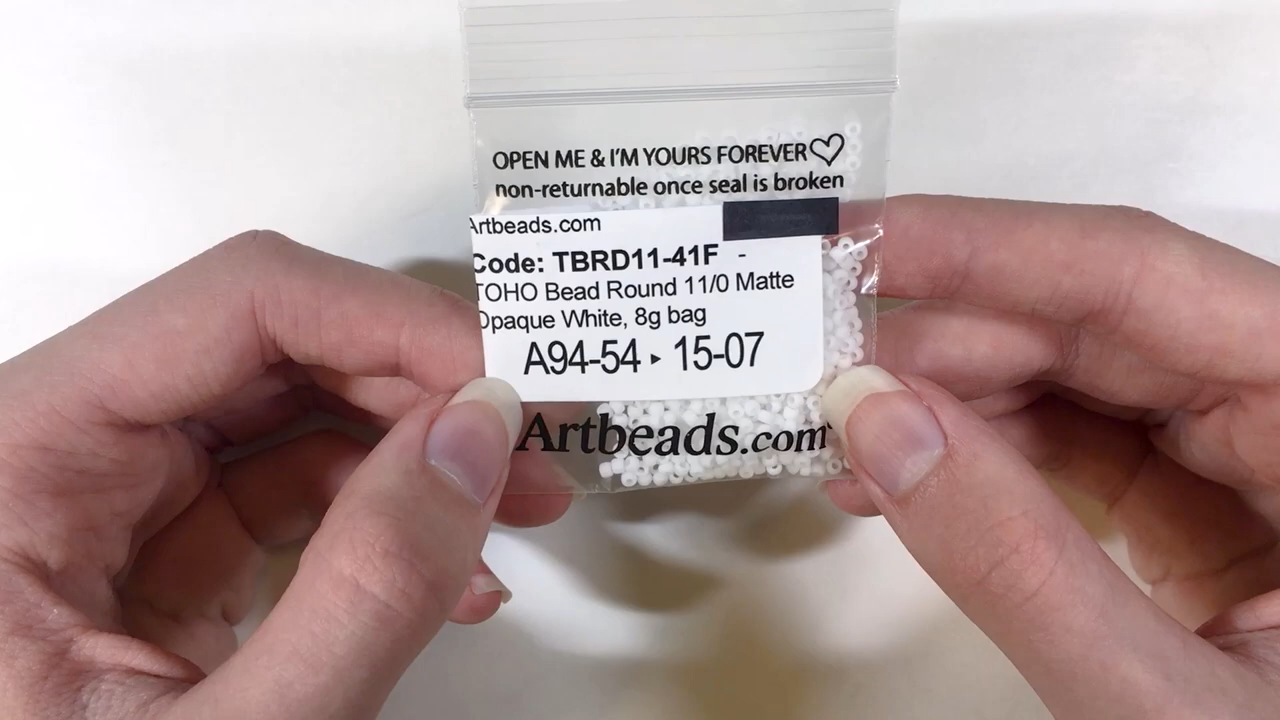 OPEN ME & I'M YOURS FOREVER♡
non-returnable once seal is broken
Artbeads.com
Code: TBRD11-41F -
TOHO Bead Round 11/0 Matte
Opaque White, 8g bag
A94-54 ▸ 15-07
Artbeads.com